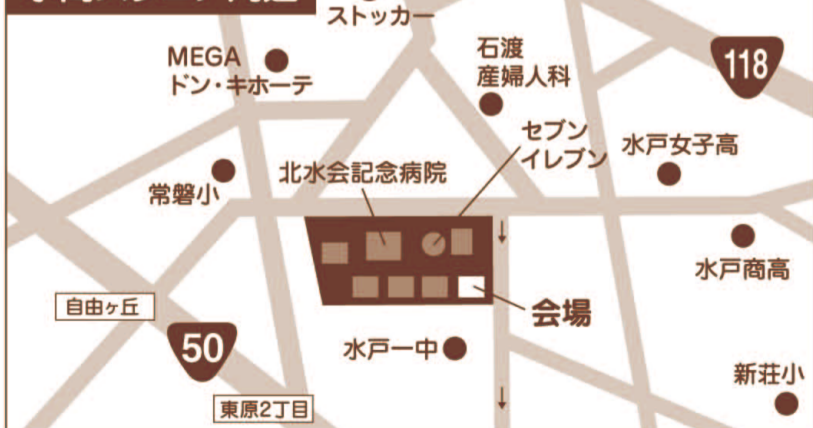 ストッカー
MEGA
ドン・キホーテ
石渡
産婦人科
118
セブン
イレブン
水戸女子高
北水会記念病院
常磐小
水戸商高
自由ヶ丘
会場
50
水戸一中
新荘小
東原2丁目